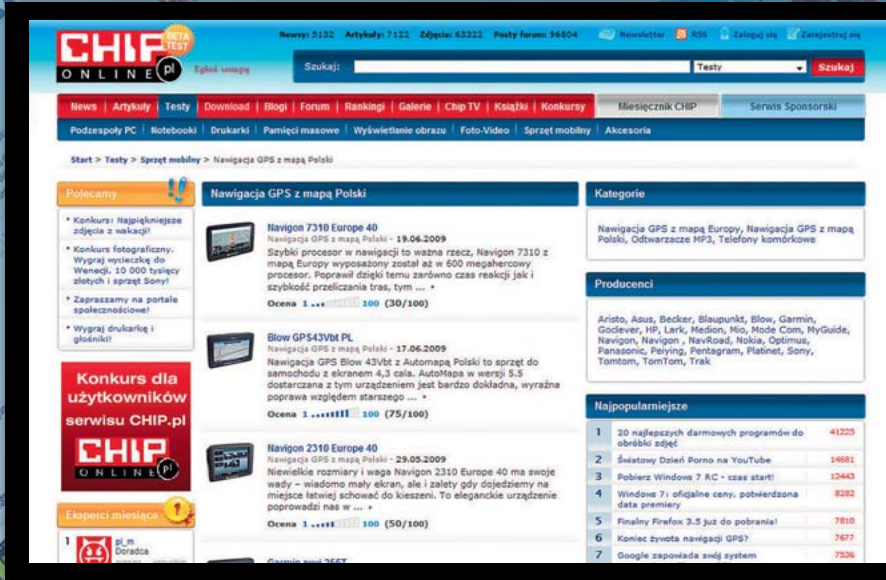 Newsy: 5132 Artykuły: 7122 Zdjęcia: 63322 Posty forum: 96804 Newsletter RSS Zaloguj się Zarejestruj się
CHIP
BETA
TEST
ONLINE pl
Zgłoś uwagę
Szukaj: Testy Szukaj
News | Artykuły | Testy | Download | Blogi | Forum | Rankingi | Galerie | Chip TV | Książki | Konkursy Miesięcznik CHIP Serwis Sponsorski
Podzespoły PC | Notebooki | Drukarki | Pamięci masowe | Wyświetlanie obrazu | Foto-Video | Sprzęt mobilny | Akcesoria
Start > Testy > Sprzęt mobilny > Nawigacja GPS z mapą Polski
Polecamy
Konkurs: Najpiękniejsze
zdjęcia z wakacji!
Konkurs fotograficzny.
Wygraj wycieczkę do
Wenecji, 10 000 tysięcy
złotych i sprzęt Sony!
Zapraszamy na portale
społecznościowe!
Wygraj drukarkę i
głośniki!
Konkurs dla
użytkowników
serwisu CHIP.pl
CHIP
ONLINE pl
Eksperci miesiąca 1
1 pl_m
Doradca
Nawigacja GPS z mapą Polski
Navigon 7310 Europe 40
Nawigacja GPS z mapą Polski - 19.06.2009
Szybki procesor w nawigacji to ważna rzecz, Navigon 7310 z
mapą Europy wyposażony został aż w 600 megahercowy
procesor. Poprawił dzięki temu zarówno czas reakcji jak i
szybkość przeliczania tras, tym ...
Ocena 1 100 (30/100)
Blow GPS43Vbt PL
Nawigacja GPS z mapą Polski - 17.06.2009
Nawigacja GPS Blow 43Vbt z Automapą Polski to sprzęt do
samochodu z ekranem 4,3 cala. AutoMapa w wersji 5.5
dostarczana z tym urządzeniem jest bardzo dokładna, wyraźna
poprawa względem starszego ...
Ocena 1 100 (75/100)
Navigon 2310 Europe 40
Nawigacja GPS z mapą Polski - 29.05.2009
Niewielkie rozmiary i waga Navigon 2310 Europe 40 ma swoje
wady – wiadomo mały ekran, ale i zalety gdy dojedziemy na
miejsce łatwiej schować do kieszeni. To eleganckie urządzenie
poprowadzi nas w ...
Ocena 1 100 (50/100)
Kategorie
Nawigacja GPS z mapą Europy, Nawigacja GPS z mapą
Polski, Odtwarzacze MP3, Telefony komórkowe
Producenci
Aristo, Asus, Becker, Blaupunkt, Blow, Garmin,
Goclever, HP, Lark, Medion, Mio, Mode Com, MyGuide,
Navigon, Navigon , NavRoad, Nokia, Optimus,
Panasonic, Peiying, Pentagram, Platinet, Sony,
Tomtom, TomTom, Trak
Najpopularniejsze
1 20 najlepszych darmowych programów do 41225
obróbki zdjęć
2 Światowy Dzień Porno na YouTube 14681
3 Pobierz Windows 7 RC - czas start! 12443
4 Windows 7: oficjalne ceny, potwierdzona 8282
data premiery
5 Finalny Firefox 3.5 już do pobrania! 7810
6 Koniec żywota nawigacji GPS? 7677
7 Google zapowiada swój system 7536